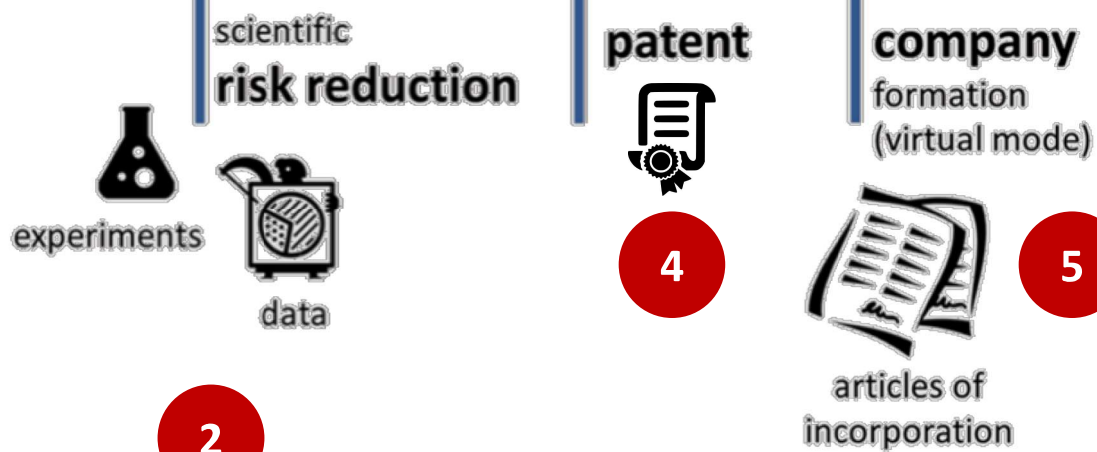 scientific
risk reduction
experiments
data
2
patent
4
company
formation
(virtual mode)
5
articles of
incorporation